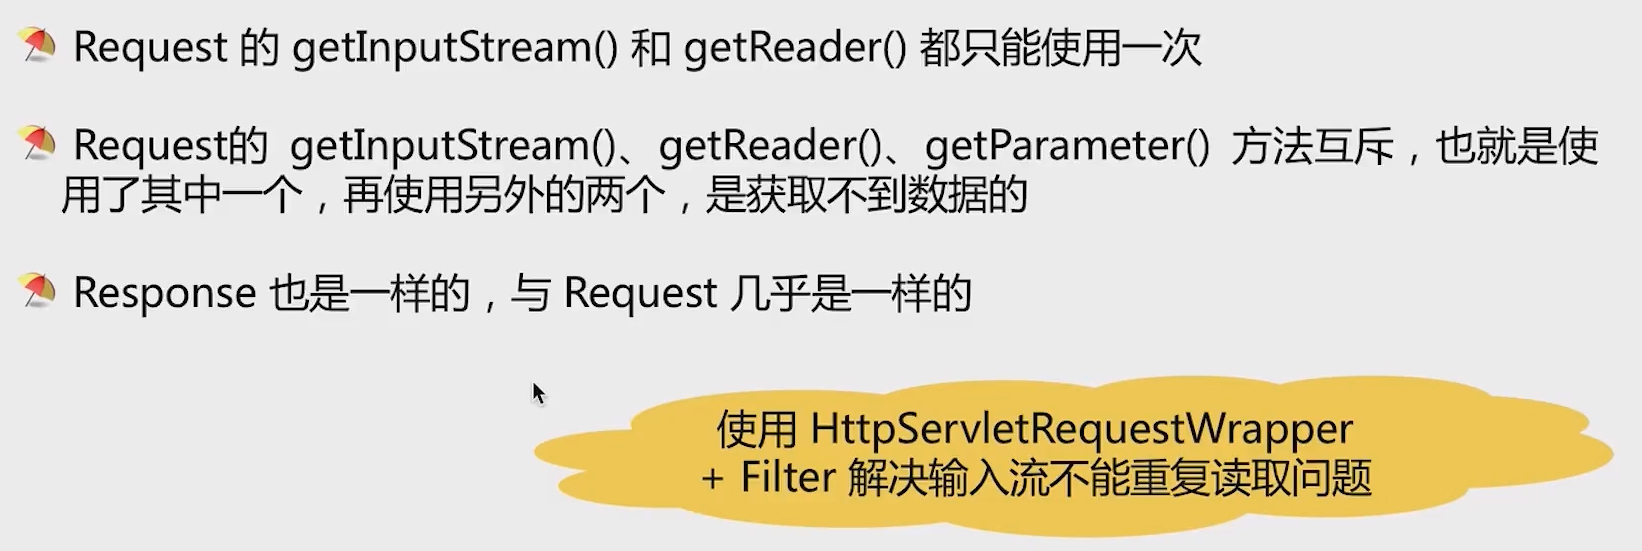 Request 的 getInputStream() 和 getReader() 都只能使用一次
Request的 getInputStream()、getReader()、getParameter() 方法互斥，也就是使
用了其中一个，再使用另外的两个，是获取不到数据的
Response 也是一样的，与 Request 几乎是一样的
使用 HttpServletRequestWrapper
+ Filter 解决输入流不能重复读取问题